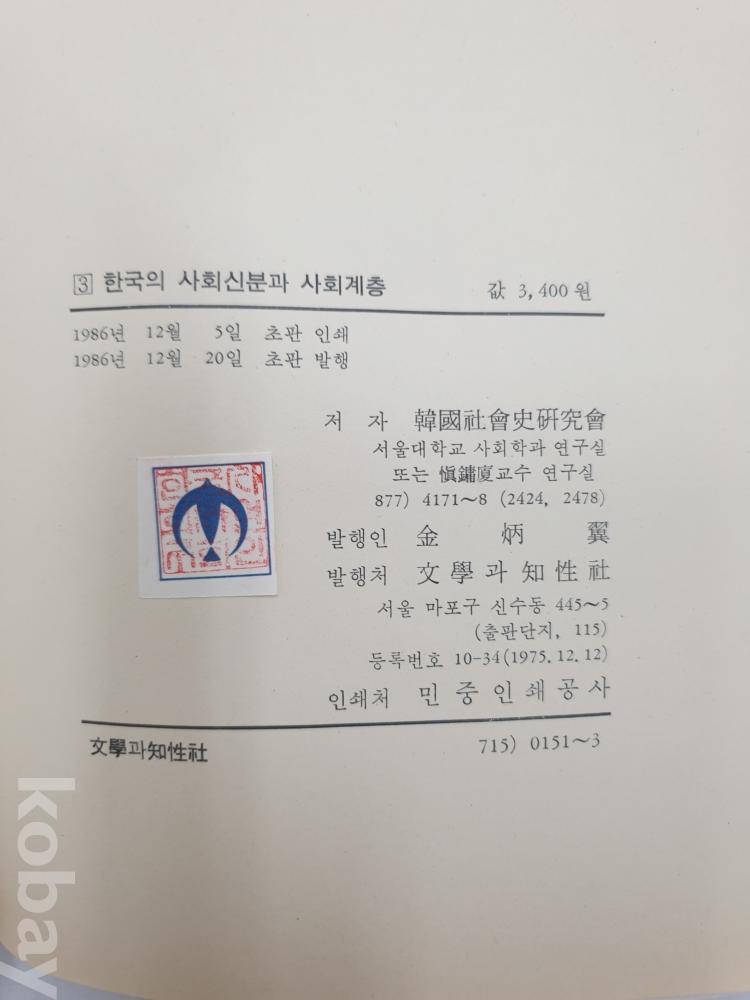 3 한국의 사회신분과 사회계층 값 3,400원
1986년 12월 5일 초판 인쇄
1986년 12월 20일 초판 발행
저 자 韓國社會史硏究會
서울대학교 사회학과 연구실
또는 愼鏞廈교수 연구실
877) 4171~8 (2424, 2478)
발행인 金 炳 翼
발행처 文學과知性社
서울 마포구 신수동 445~5
(출판단지, 115)
등록번호 10-34(1975. 12. 12)
인쇄처 민중인쇄공사
文學과知性社 715) 0151~3
kobay